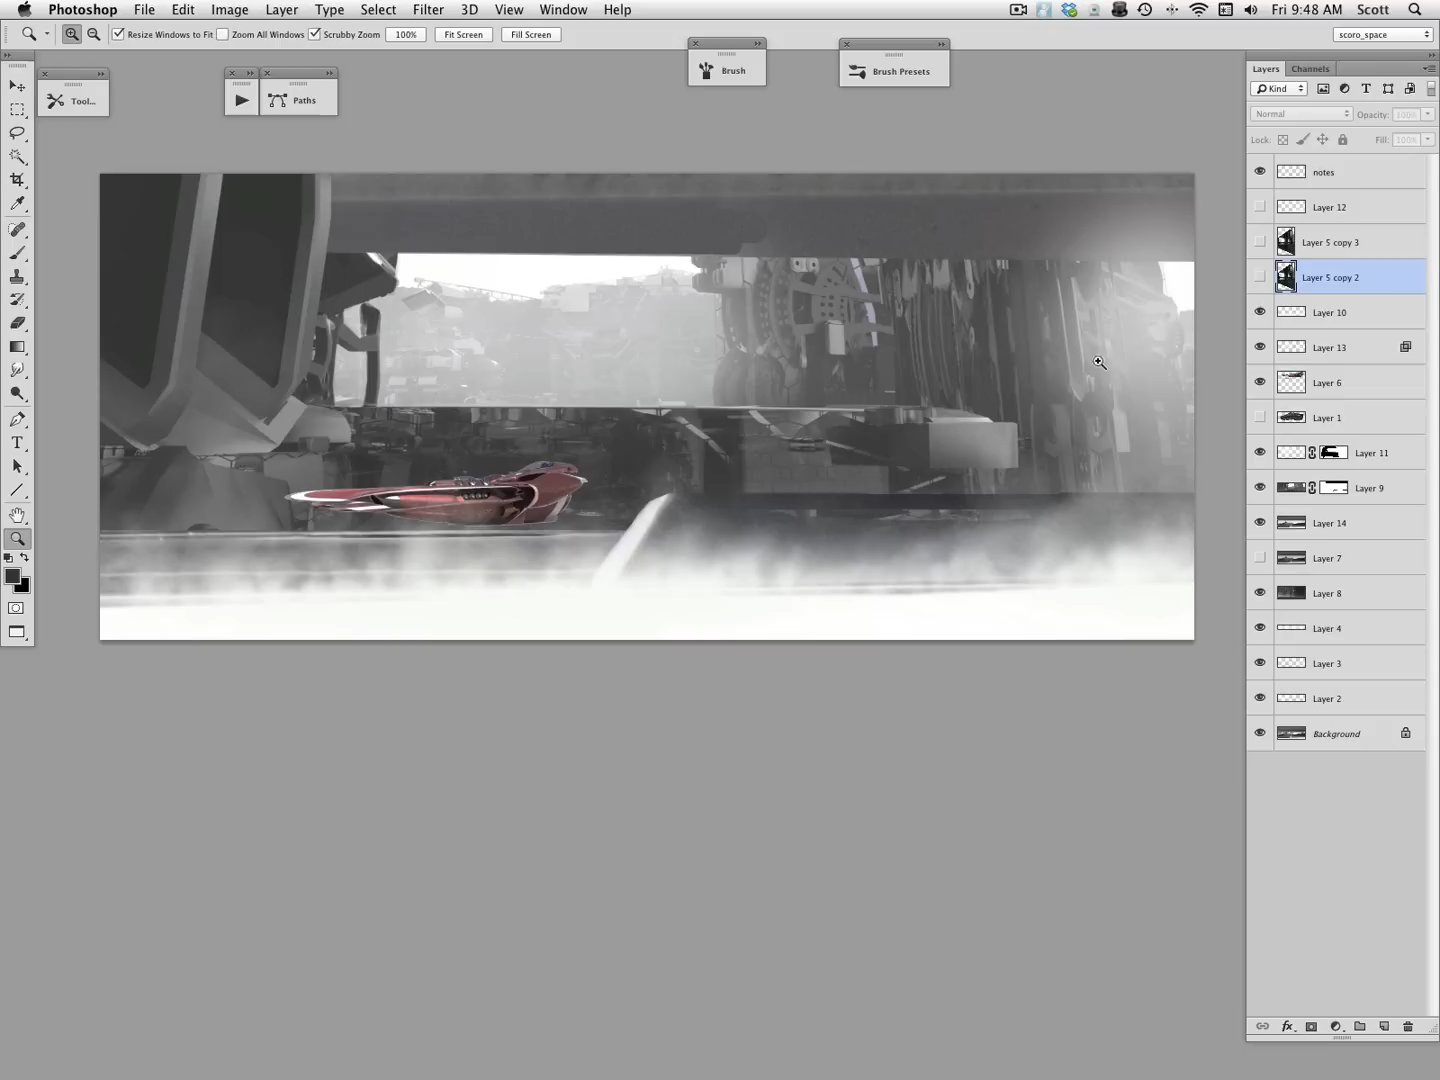 Photoshop File Edit Image Layer Type Select Filter 3D View Window Help Fri 9:48 AM Scott
Resize Windows to Fit Zoom All Windows Scrubby Zoom 100% Fit Screen Fill Screen scoro_space
Tool... Paths Brush Brush Presets
Layers Channels
Kind
Normal Opacity: 100%
Lock: Fill: 100%
notes
Layer 12
Layer 5 copy 3
Layer 5 copy 2
Layer 10
Layer 13
Layer 6
Layer 1
Layer 11
Layer 9
Layer 14
Layer 7
Layer 8
Layer 4
Layer 3
Layer 2
Background